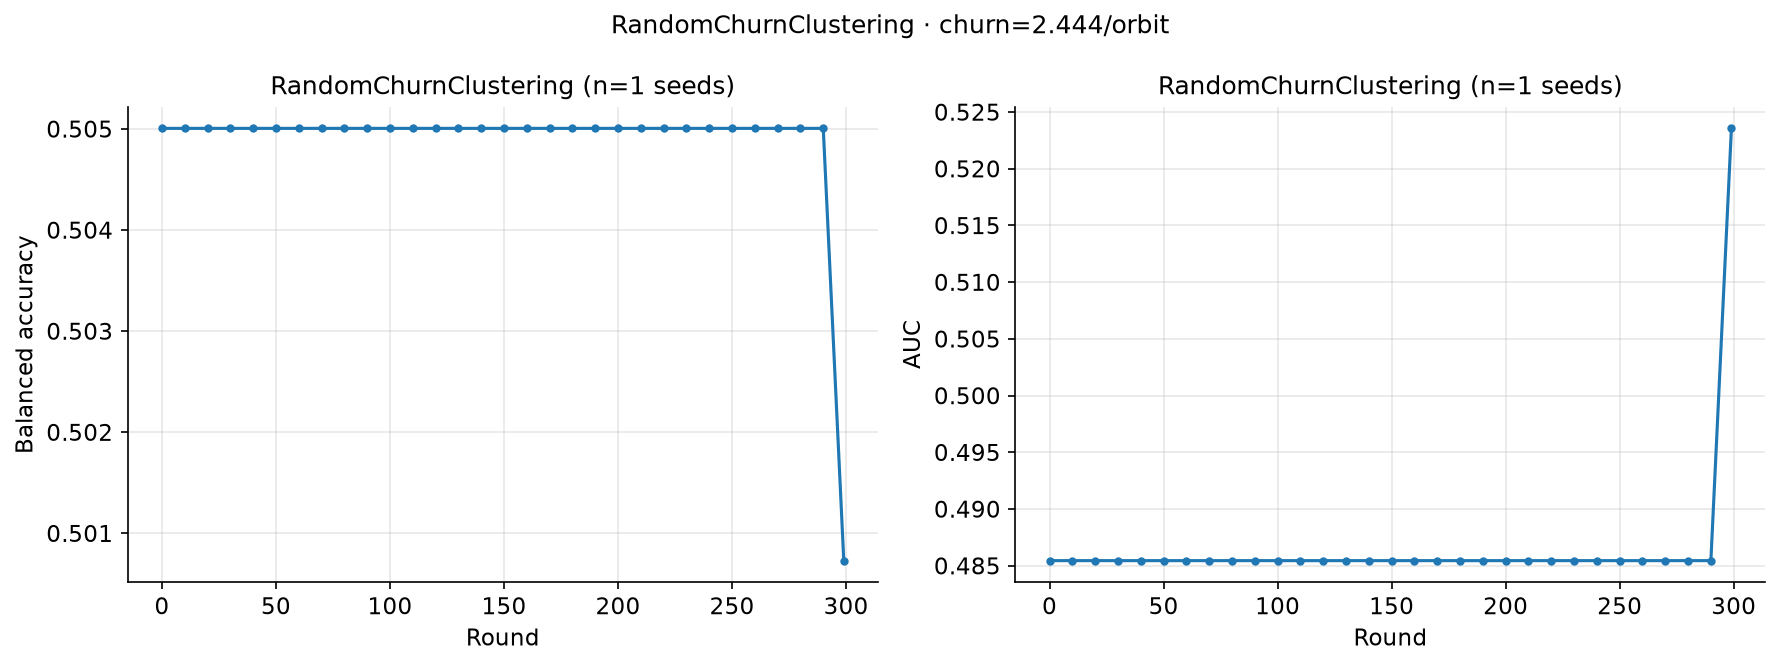 RandomChurnClustering · churn=2.444/orbit
RandomChurnClustering (n=1 seeds)
0.505
0.504
0.503
0.502
0.501
Balanced accuracy
0 50 100 150 200 250 300
Round
RandomChurnClustering (n=1 seeds)
0.525
0.520
0.515
0.510
0.505
0.500
0.495
0.490
0.485
AUC
0 50 100 150 200 250 300
Round